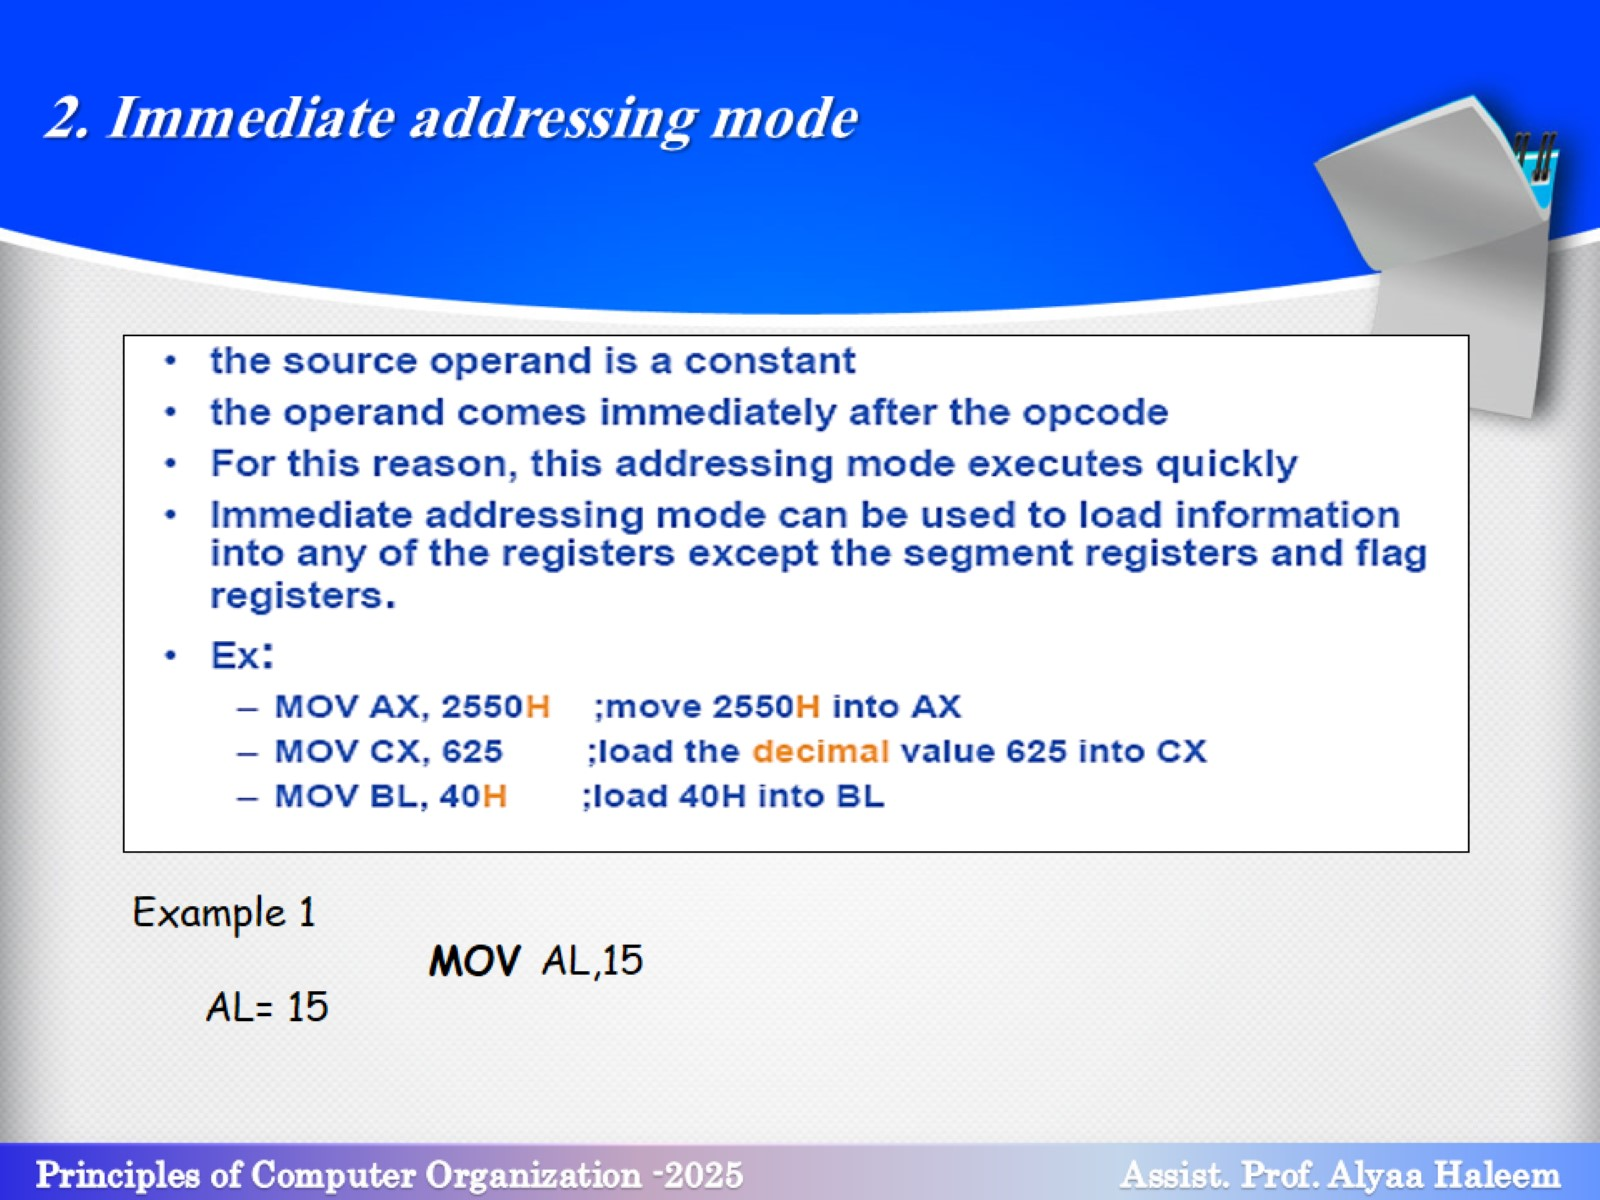 2. Immediate addressing mode
• the source operand is a constant
• the operand comes immediately after the opcode
• For this reason, this addressing mode executes quickly
• Immediate addressing mode can be used to load information
into any of the registers except the segment registers and flag
registers.
• Ex:
– MOV AX, 2550H ;move 2550H into AX
– MOV CX, 625 ;load the decimal value 625 into CX
– MOV BL, 40H ;load 40H into BL
Example 1
MOV AL,15
AL= 15
Principles of Computer Organization -2025 Assist. Prof. Alyaa Haleem